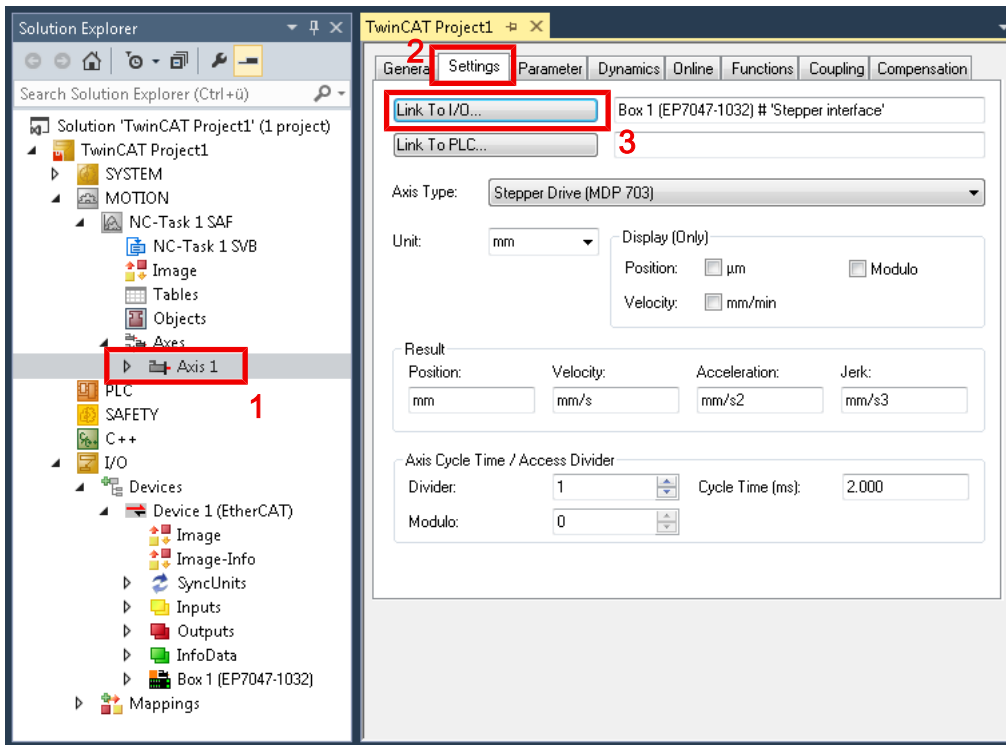 Solution Explorer
Search Solution Explorer (Ctrl+ü)
Solution 'TwinCAT Project1' (1 project)
TwinCAT Project1
SYSTEM
MOTION
NC-Task 1 SAF
NC-Task 1 SVB
Image
Tables
Objects
Axes
Axis 1
1
PLC
SAFETY
C++
I/O
Devices
Device 1 (EtherCAT)
Image
Image-Info
SyncUnits
Inputs
Outputs
InfoData
Box 1 (EP7047-1032)
Mappings
TwinCAT Project1
2
General Settings Parameter Dynamics Online Functions Coupling Compensation
Link To I/O... Box 1 (EP7047-1032) # 'Stepper interface'
3
Link To PLC...
Axis Type: Stepper Drive (MDP 703)
Unit: mm
Display (Only)
Position: µm Modulo
Velocity: mm/min
Result
Position: Velocity: Acceleration: Jerk:
mm mm/s mm/s2 mm/s3
Axis Cycle Time / Access Divider
Divider: 1 Cycle Time (ms): 2.000
Modulo: 0